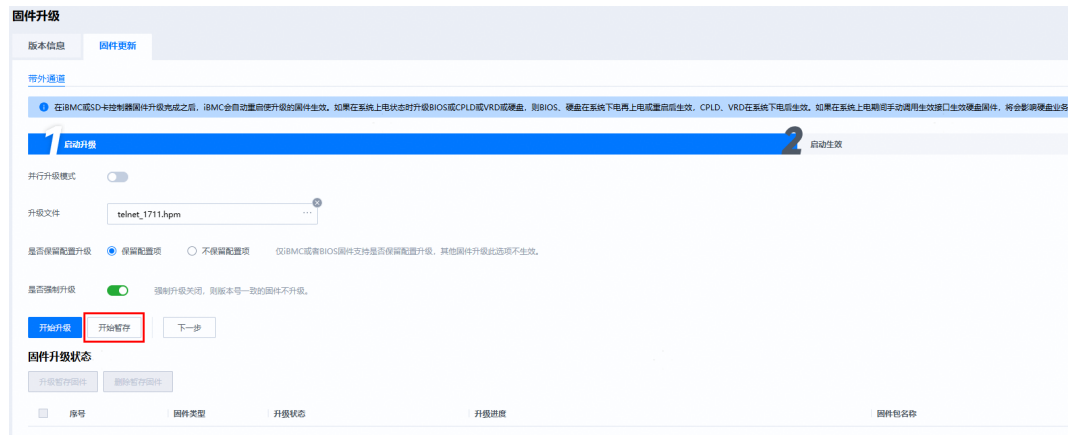 固件升级
版本信息 固件更新
带外通道
在iBMC或SD卡控制器固件升级完成之后，iBMC会自动重启使升级的固件生效。如果在系统上电状态时升级BIOS或CPLD或VRD或硬盘，则BIOS、硬盘在系统下电再上电或重启后生效，CPLD、VRD在系统下电后生效。如果在系统上电期间手动调用生效接口生效硬盘固件，将会影响硬盘业务
1 启动升级 2 启动生效
并行升级模式
升级文件 telnet_1711.hpm ...
是否保留配置升级 保留配置项 不保留配置项 仅iBMC或者BIOS固件支持是否保留配置升级，其他固件升级此选项不生效。
是否强制升级 强制升级关闭，则版本号一致的固件不升级。
开始升级 开始暂存 下一步
固件升级状态
升级暂存固件 删除暂存固件
序号 固件类型 升级状态 升级进度 固件包名称